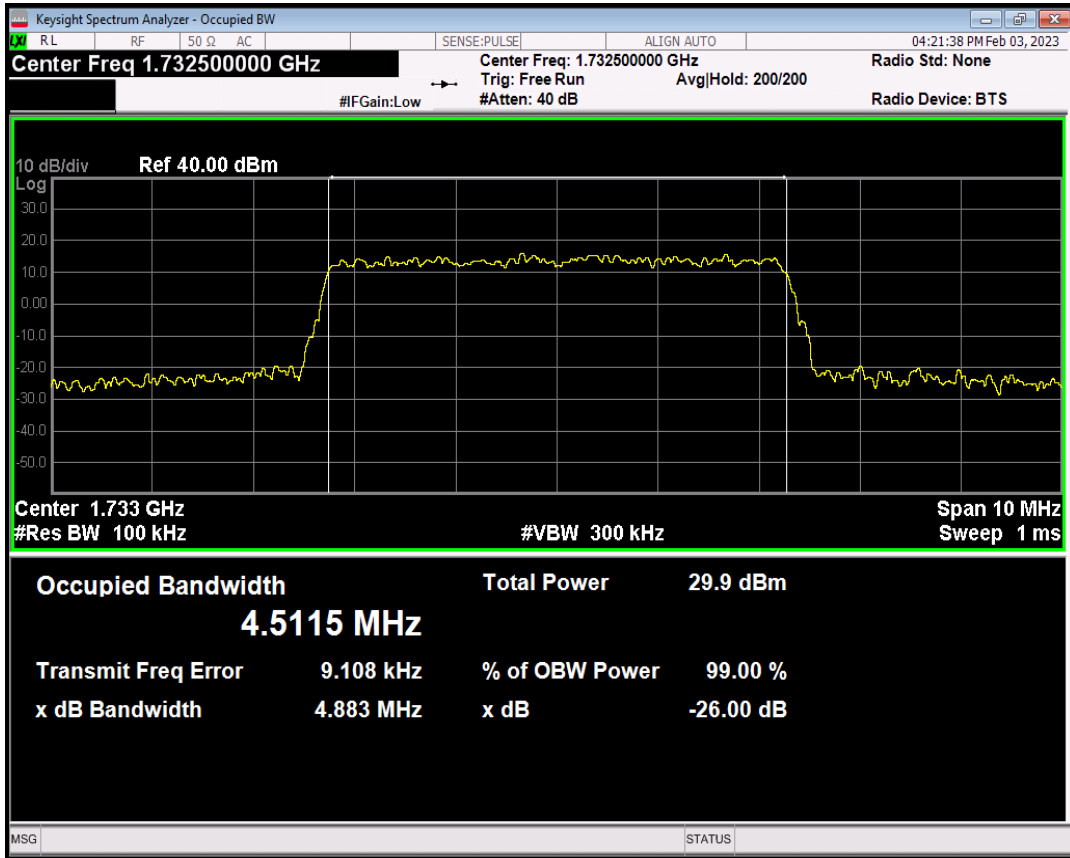 Keysight Spectrum Analyzer - Occupied BW
LXI RL RF 50 Ω AC SENSE:PULSE ALIGN AUTO 04:21:38 PM Feb 03, 2023
Center Freq 1.732500000 GHz Center Freq: 1.732500000 GHz Radio Std: None
Trig: Free Run Avg|Hold: 200/200
#IFGain:Low #Atten: 40 dB Radio Device: BTS
10 dB/div Ref 40.00 dBm
Log
30.0
20.0
10.0
0.00
-10.0
-20.0
-30.0
-40.0
-50.0
Center 1.733 GHz Span 10 MHz
#Res BW 100 kHz #VBW 300 kHz Sweep 1 ms
Occupied Bandwidth Total Power 29.9 dBm
4.5115 MHz
Transmit Freq Error 9.108 kHz % of OBW Power 99.00 %
x dB Bandwidth 4.883 MHz x dB -26.00 dB
MSG STATUS